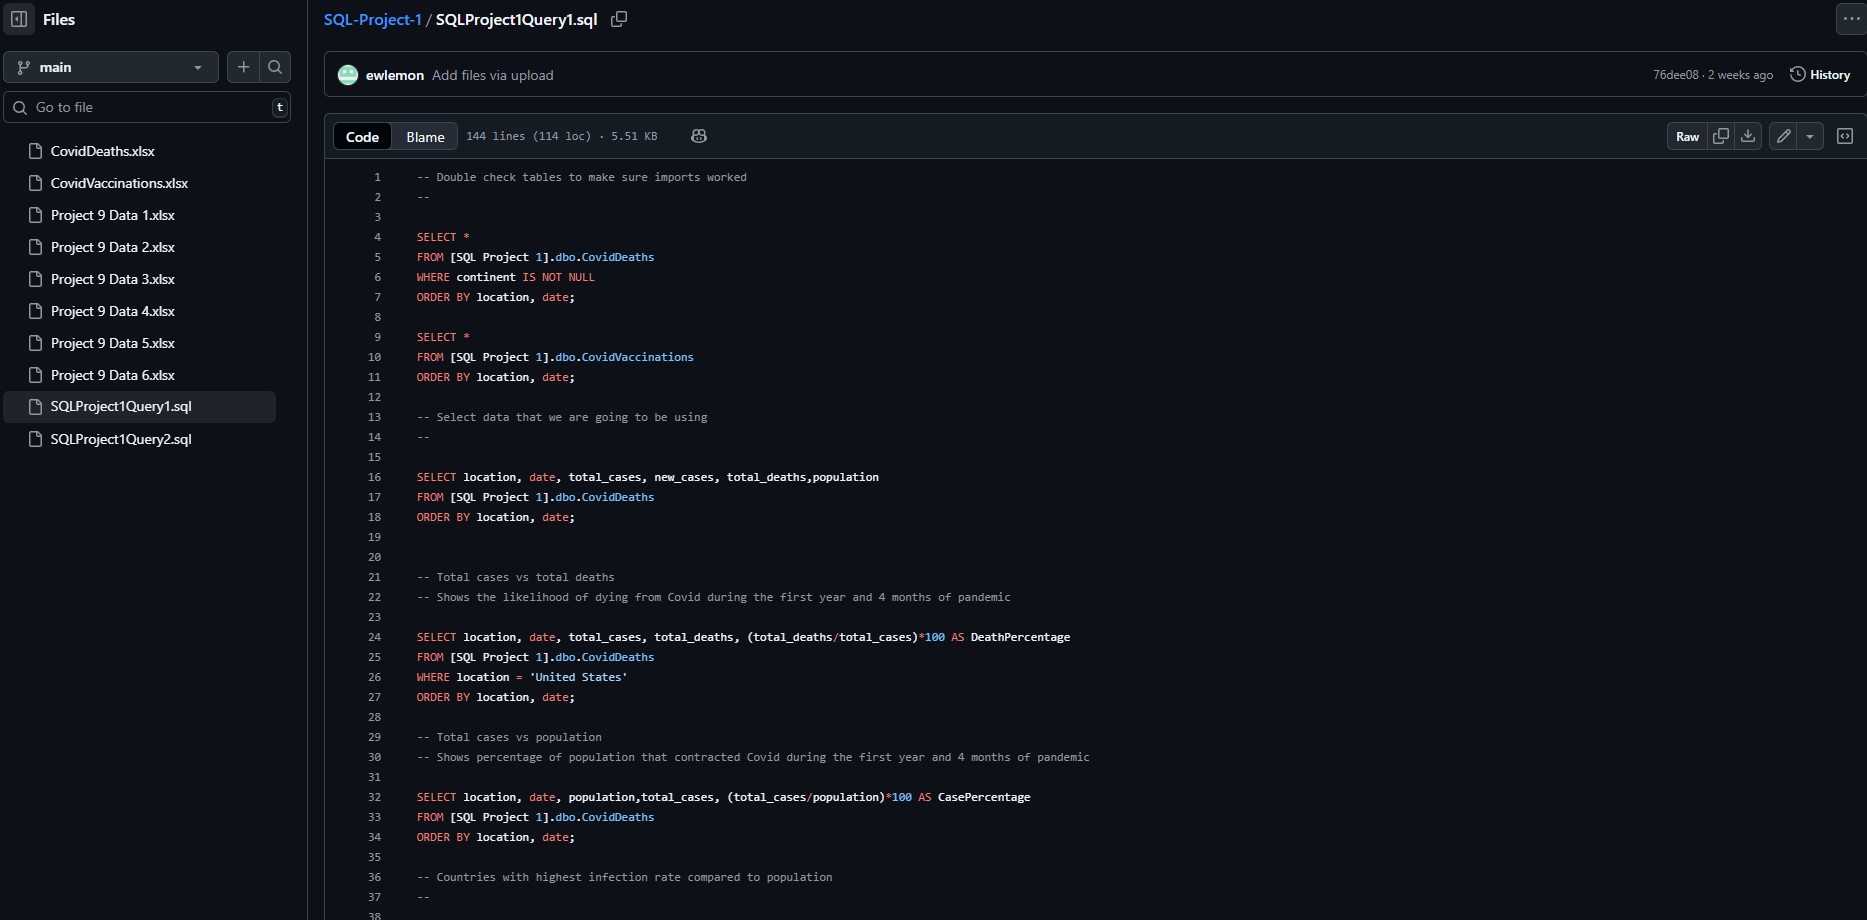 Files
main
Go to file
t
CovidDeaths.xlsx
CovidVaccinations.xlsx
Project 9 Data 1.xlsx
Project 9 Data 2.xlsx
Project 9 Data 3.xlsx
Project 9 Data 4.xlsx
Project 9 Data 5.xlsx
Project 9 Data 6.xlsx
SQLProject1Query1.sql
SQLProject1Query2.sql
SQL-Project-1 / SQLProject1Query1.sql
ewlemon Add files via upload
76dee08 · 2 weeks ago History
Code Blame 144 lines (114 loc) · 5.51 KB
Raw
1 -- Double check tables to make sure imports worked
2 --
3
4 SELECT *
5 FROM [SQL Project 1].dbo.CovidDeaths
6 WHERE continent IS NOT NULL
7 ORDER BY location, date;
8
9 SELECT *
10 FROM [SQL Project 1].dbo.CovidVaccinations
11 ORDER BY location, date;
12
13 -- Select data that we are going to be using
14 --
15
16 SELECT location, date, total_cases, new_cases, total_deaths,population
17 FROM [SQL Project 1].dbo.CovidDeaths
18 ORDER BY location, date;
19
20
21 -- Total cases vs total deaths
22 -- Shows the likelihood of dying from Covid during the first year and 4 months of pandemic
23
24 SELECT location, date, total_cases, total_deaths, (total_deaths/total_cases)*100 AS DeathPercentage
25 FROM [SQL Project 1].dbo.CovidDeaths
26 WHERE location = 'United States'
27 ORDER BY location, date;
28
29 -- Total cases vs population
30 -- Shows percentage of population that contracted Covid during the first year and 4 months of pandemic
31
32 SELECT location, date, population,total_cases, (total_cases/population)*100 AS CasePercentage
33 FROM [SQL Project 1].dbo.CovidDeaths
34 ORDER BY location, date;
35
36 -- Countries with highest infection rate compared to population
37 --
38